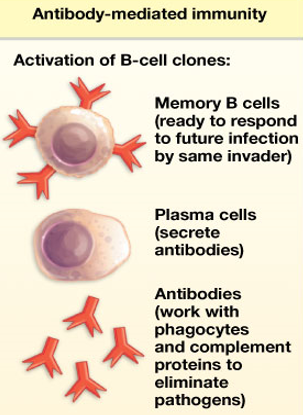 Antibody-mediated immunity
Activation of B-cell clones:
Memory B cells
(ready to respond
to future infection
by same invader)
Plasma cells
(secrete
antibodies)
Antibodies
(work with
phagocytes
and complement
proteins to
eliminate
pathogens)